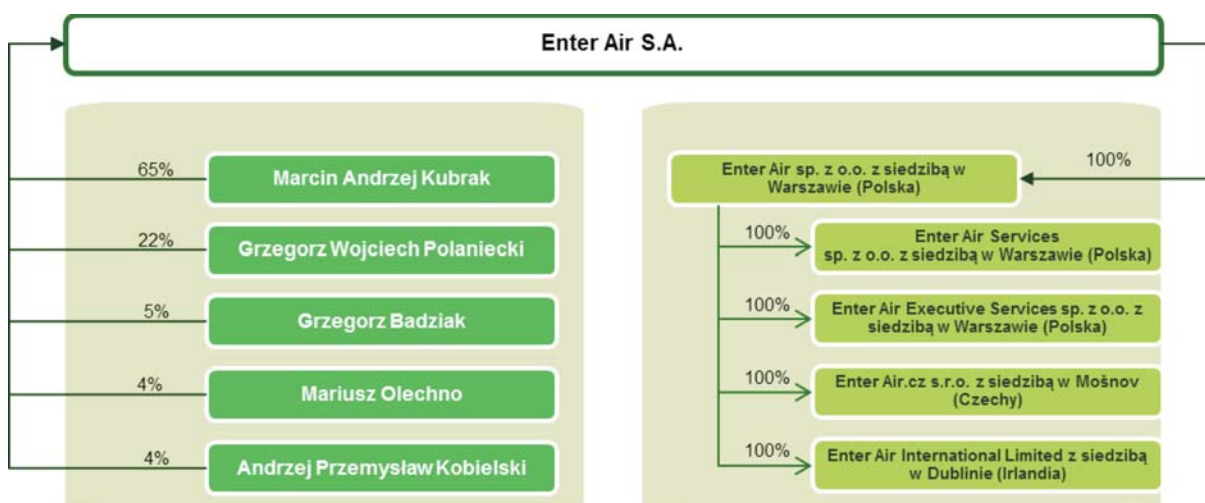 Enter Air S.A.
65%
Marcin Andrzej Kubrak
22%
Grzegorz Wojciech Polaniecki
5%
Grzegorz Badziak
4%
Mariusz Olechno
4%
Andrzej Przemysław Kobielski
Enter Air sp. z o.o. z siedzibą w
Warszawie (Polska)
100%
100%
Enter Air Services
sp. z o.o. z siedzibą w Warszawie (Polska)
100%
Enter Air Executive Services sp. z o.o. z
siedzibą w Warszawie (Polska)
100%
Enter Air.cz s.r.o. z siedzibą w Mošnov
(Czechy)
100%
Enter Air International Limited z siedzibą
w Dublinie (Irlandia)